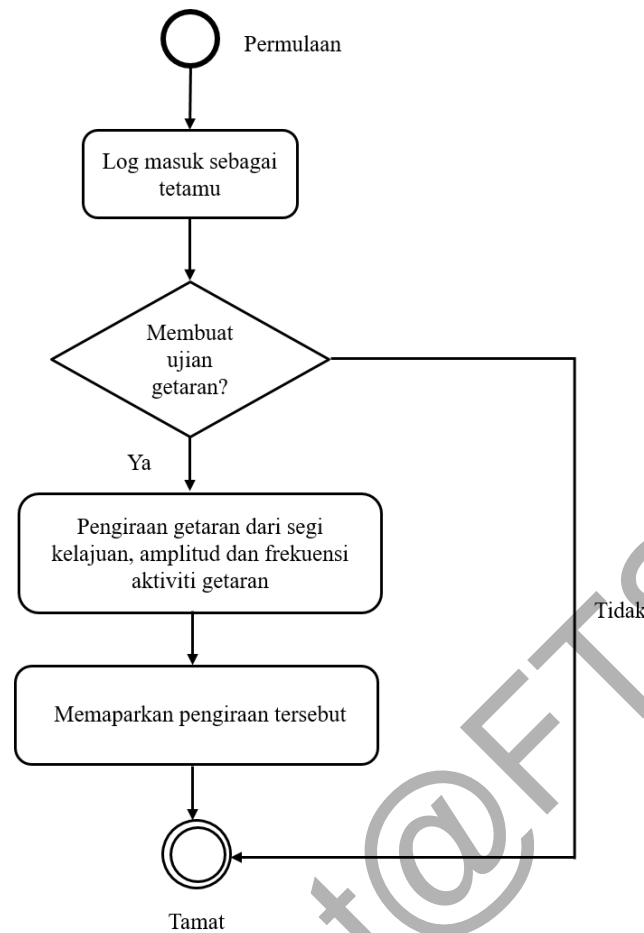 Permulaan
Log masuk sebagai
tetamu
Membuat
ujian
getaran?
Ya
Pengiraan getaran dari segi
kelajuan, amplitud dan frekuensi
aktiviti getaran
Tidak
Memaparkan pengiraan tersebut
Tamat
t@FTS